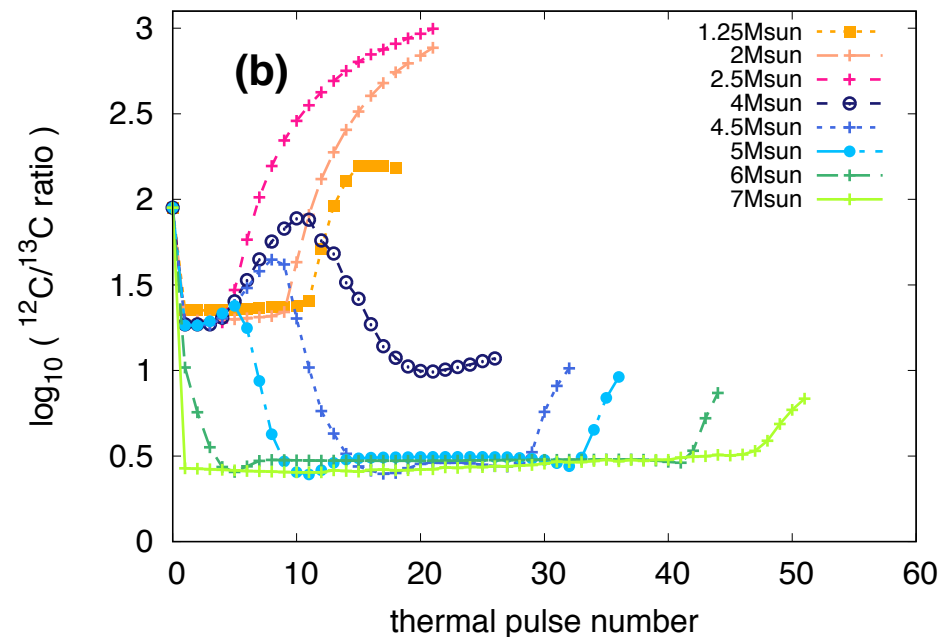 (b)
1.25Msun
2Msun
2.5Msun
4Msun
4.5Msun
5Msun
6Msun
7Msun
log₁₀ ( ¹²C/¹³C ratio )
3
2.5
2
1.5
1
0.5
0
0 10 20 30 40 50 60
thermal pulse number